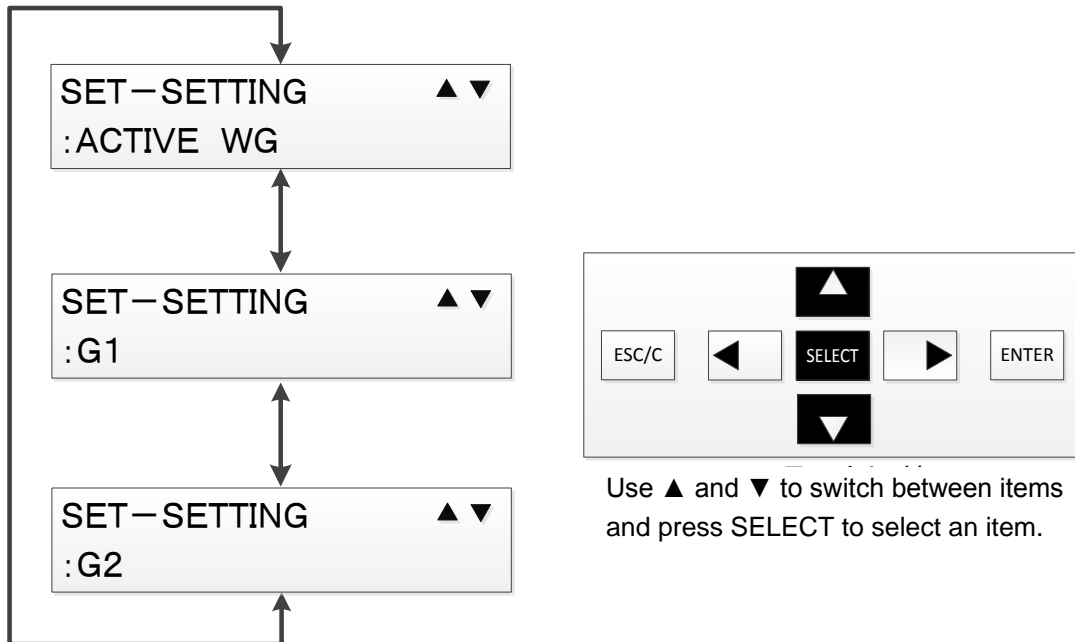 SET－SETTING ▲ ▼
:ACTIVE WG
SET－SETTING ▲ ▼
:G1
SET－SETTING ▲ ▼
:G2
ESC/C ◀ SELECT ▶ ENTER
Use ▲ and ▼ to switch between items
and press SELECT to select an item.